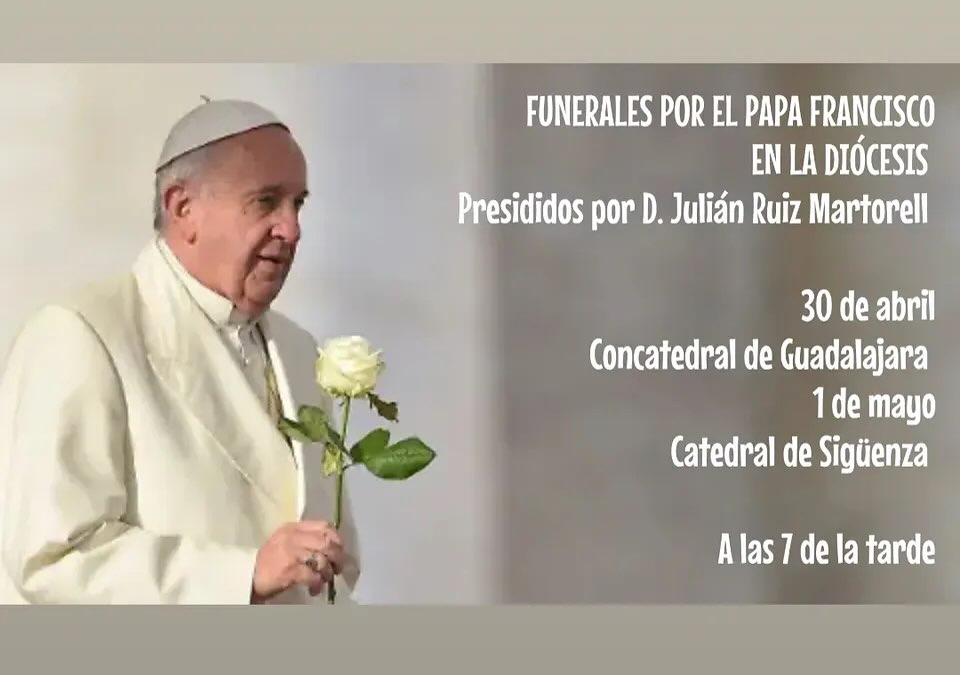 FUNERALES POR EL PAPA FRANCISCO
EN LA DIÓCESIS
Presididos por D. Julián Ruiz Martorell
30 de abril
Concatedral de Guadalajara
1 de mayo
Catedral de Sigüenza
A las 7 de la tarde